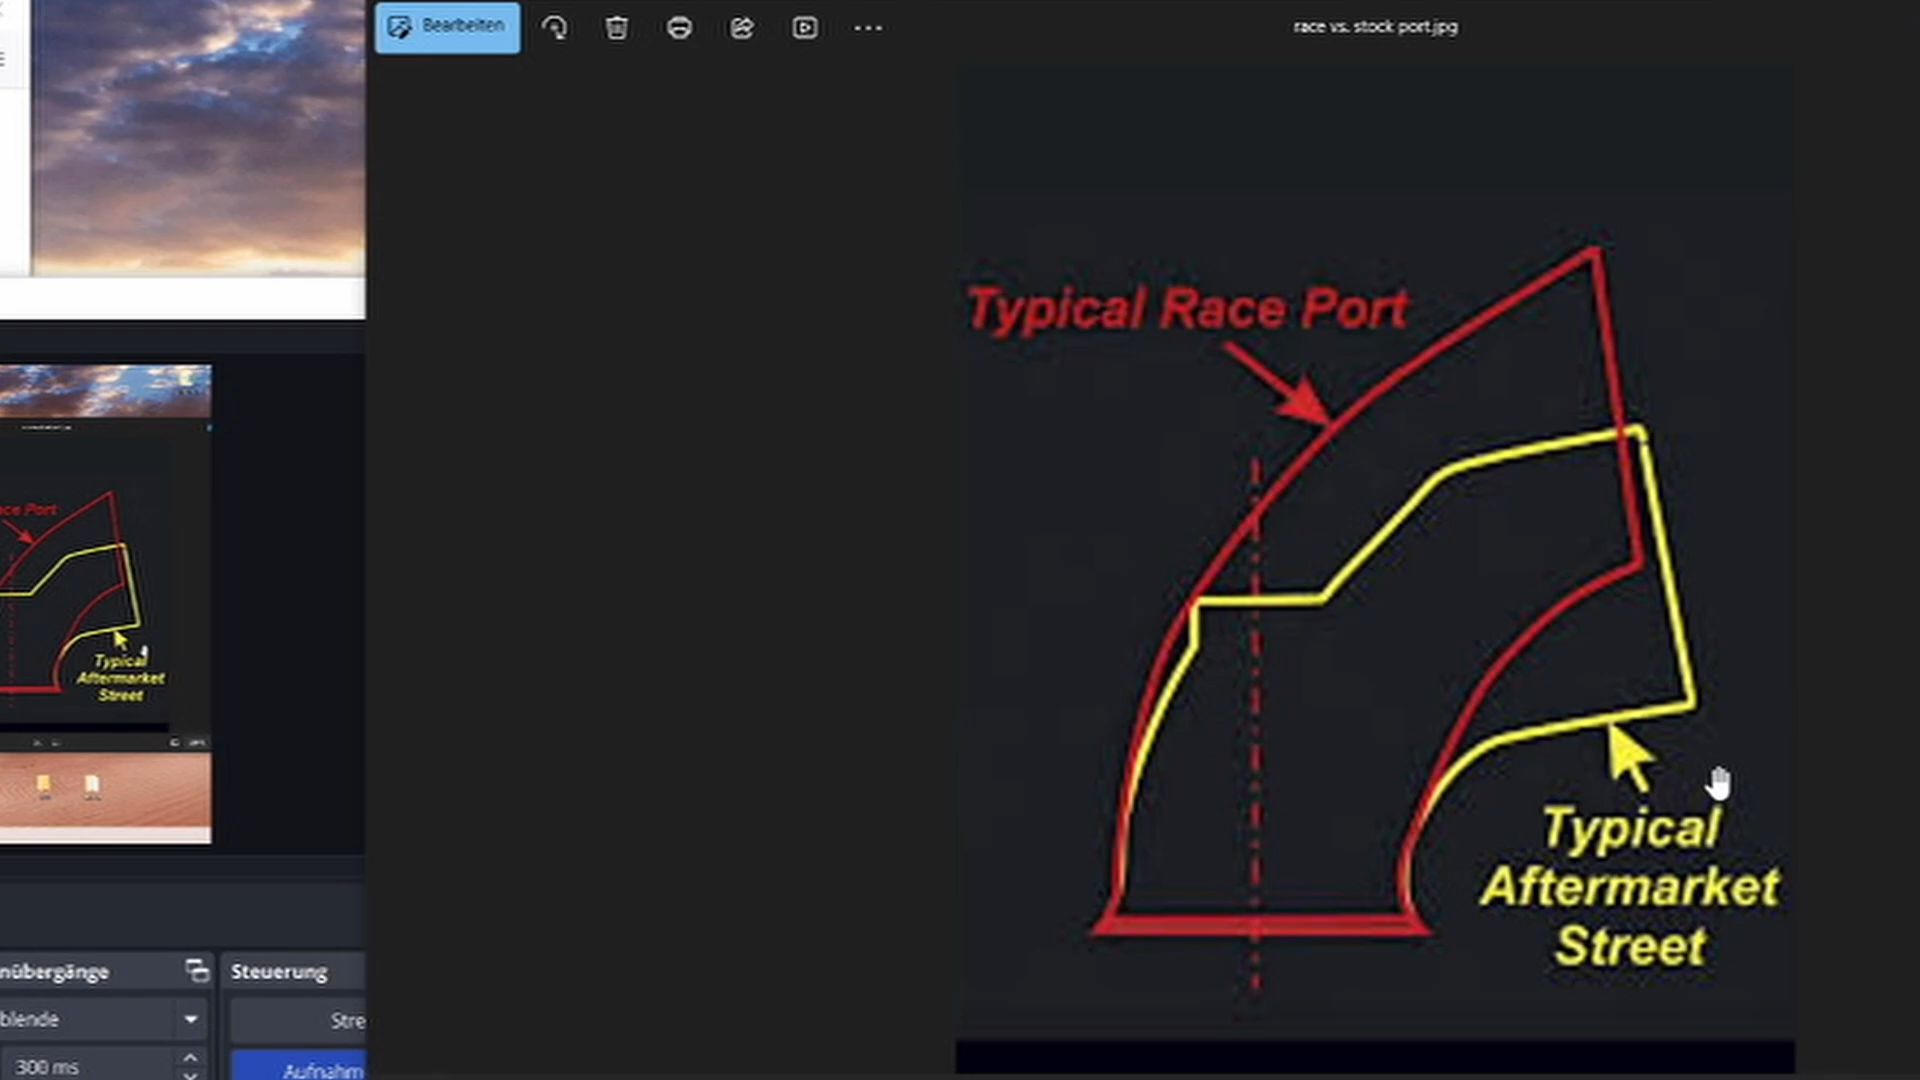 Bearbeiten
race vs. stock port.jpg
Typical Race Port
Typical
Aftermarket
Street
ce Port
Typical
Aftermarket
Street
nübergänge
Steuerung
blende
Stre
300 ms
Aufnahm